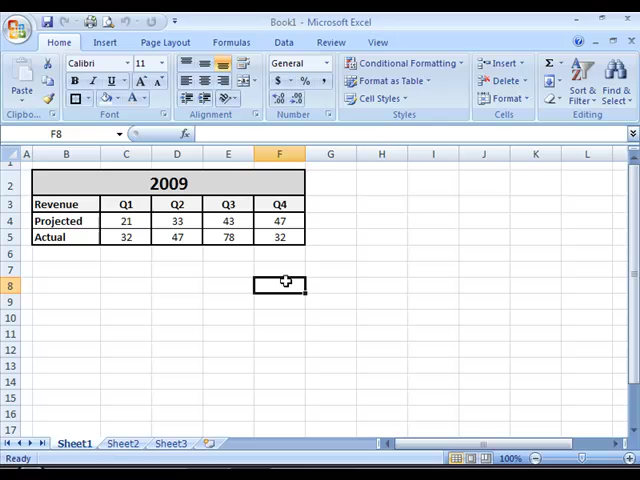 Book1 - Microsoft Excel
Home Insert Page Layout Formulas Data Review View
Calibri 11 General Conditional Formatting Insert Σ
Paste B I U A A $ % , Format as Table Delete Sort & Filter Find & Select
A Cell Styles Format
Clipbo... Font Alignment Number Styles Cells Editing
F8 fx
A B C D E F G H I J K L
1
2 2009
3 Revenue Q1 Q2 Q3 Q4
4 Projected 21 33 43 47
5 Actual 32 47 78 32
6
7
8
9
10
11
12
13
14
15
16
17
Sheet1 Sheet2 Sheet3
Ready 100%